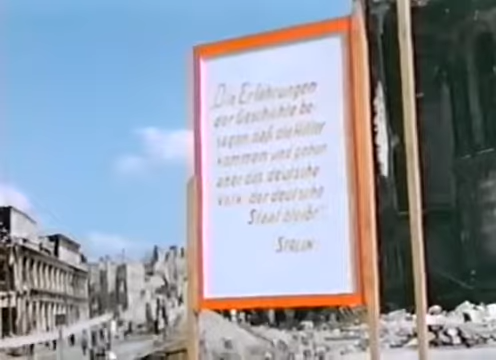 „Die Erfahrungen
der Geschichte be-
sagen daß die Hitler
kommen und gehen
aber das deutsche
Volk der deutsche
Staat bleibt"
STALIN